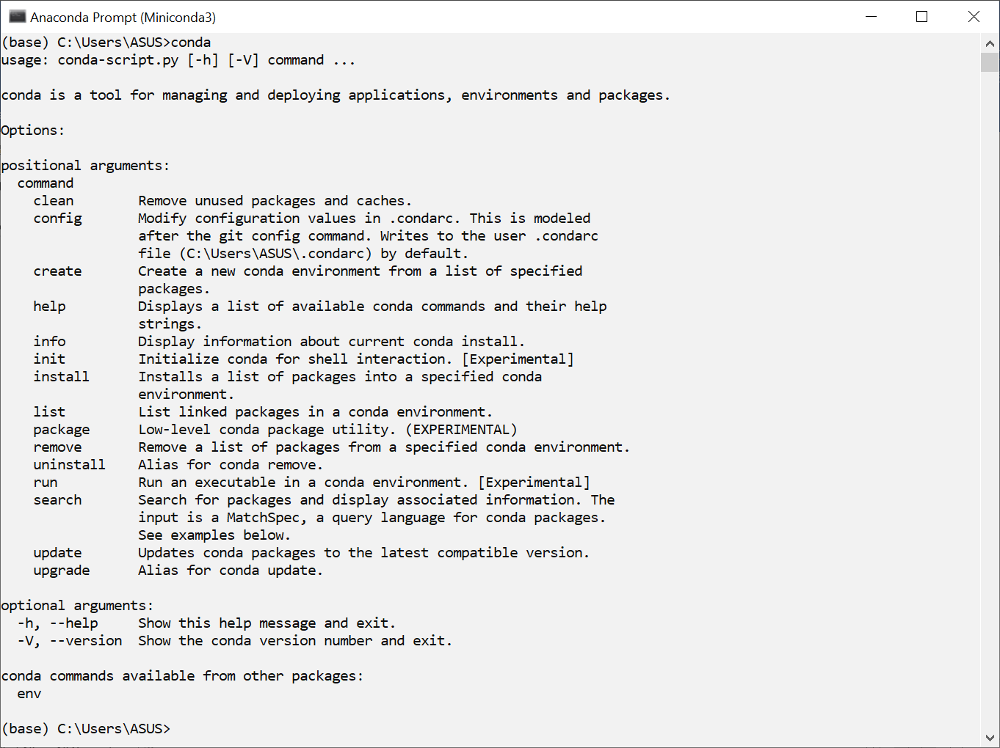 Anaconda Prompt (Miniconda3)
(base) C:\Users\ASUS>conda
usage: conda-script.py [-h] [-V] command ...
conda is a tool for managing and deploying applications, environments and packages.
Options:
positional arguments:
  command
    clean        Remove unused packages and caches.
    config       Modify configuration values in .condarc. This is modeled
                 after the git config command. Writes to the user .condarc
                 file (C:\Users\ASUS\.condarc) by default.
    create       Create a new conda environment from a list of specified
                 packages.
    help         Displays a list of available conda commands and their help
                 strings.
    info         Display information about current conda install.
    init         Initialize conda for shell interaction. [Experimental]
    install      Installs a list of packages into a specified conda
                 environment.
    list         List linked packages in a conda environment.
    package      Low-level conda package utility. (EXPERIMENTAL)
    remove       Remove a list of packages from a specified conda environment.
    uninstall    Alias for conda remove.
    run          Run an executable in a conda environment. [Experimental]
    search       Search for packages and display associated information. The
                 input is a MatchSpec, a query language for conda packages.
                 See examples below.
    update       Updates conda packages to the latest compatible version.
    upgrade      Alias for conda update.
optional arguments:
  -h, --help     Show this help message and exit.
  -V, --version  Show the conda version number and exit.
conda commands available from other packages:
  env
(base) C:\Users\ASUS>